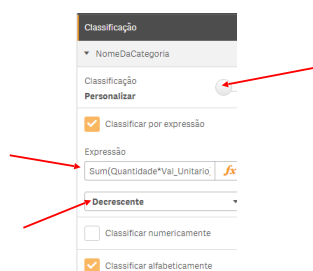 Classificação
NomeDaCategoria
Classificação
Personalizar
Classificar por expressão
Expressão
Sum(Quantidade*Val_Unitario
fx
Decrescente
Classificar numericamente
Classificar alfabeticamente